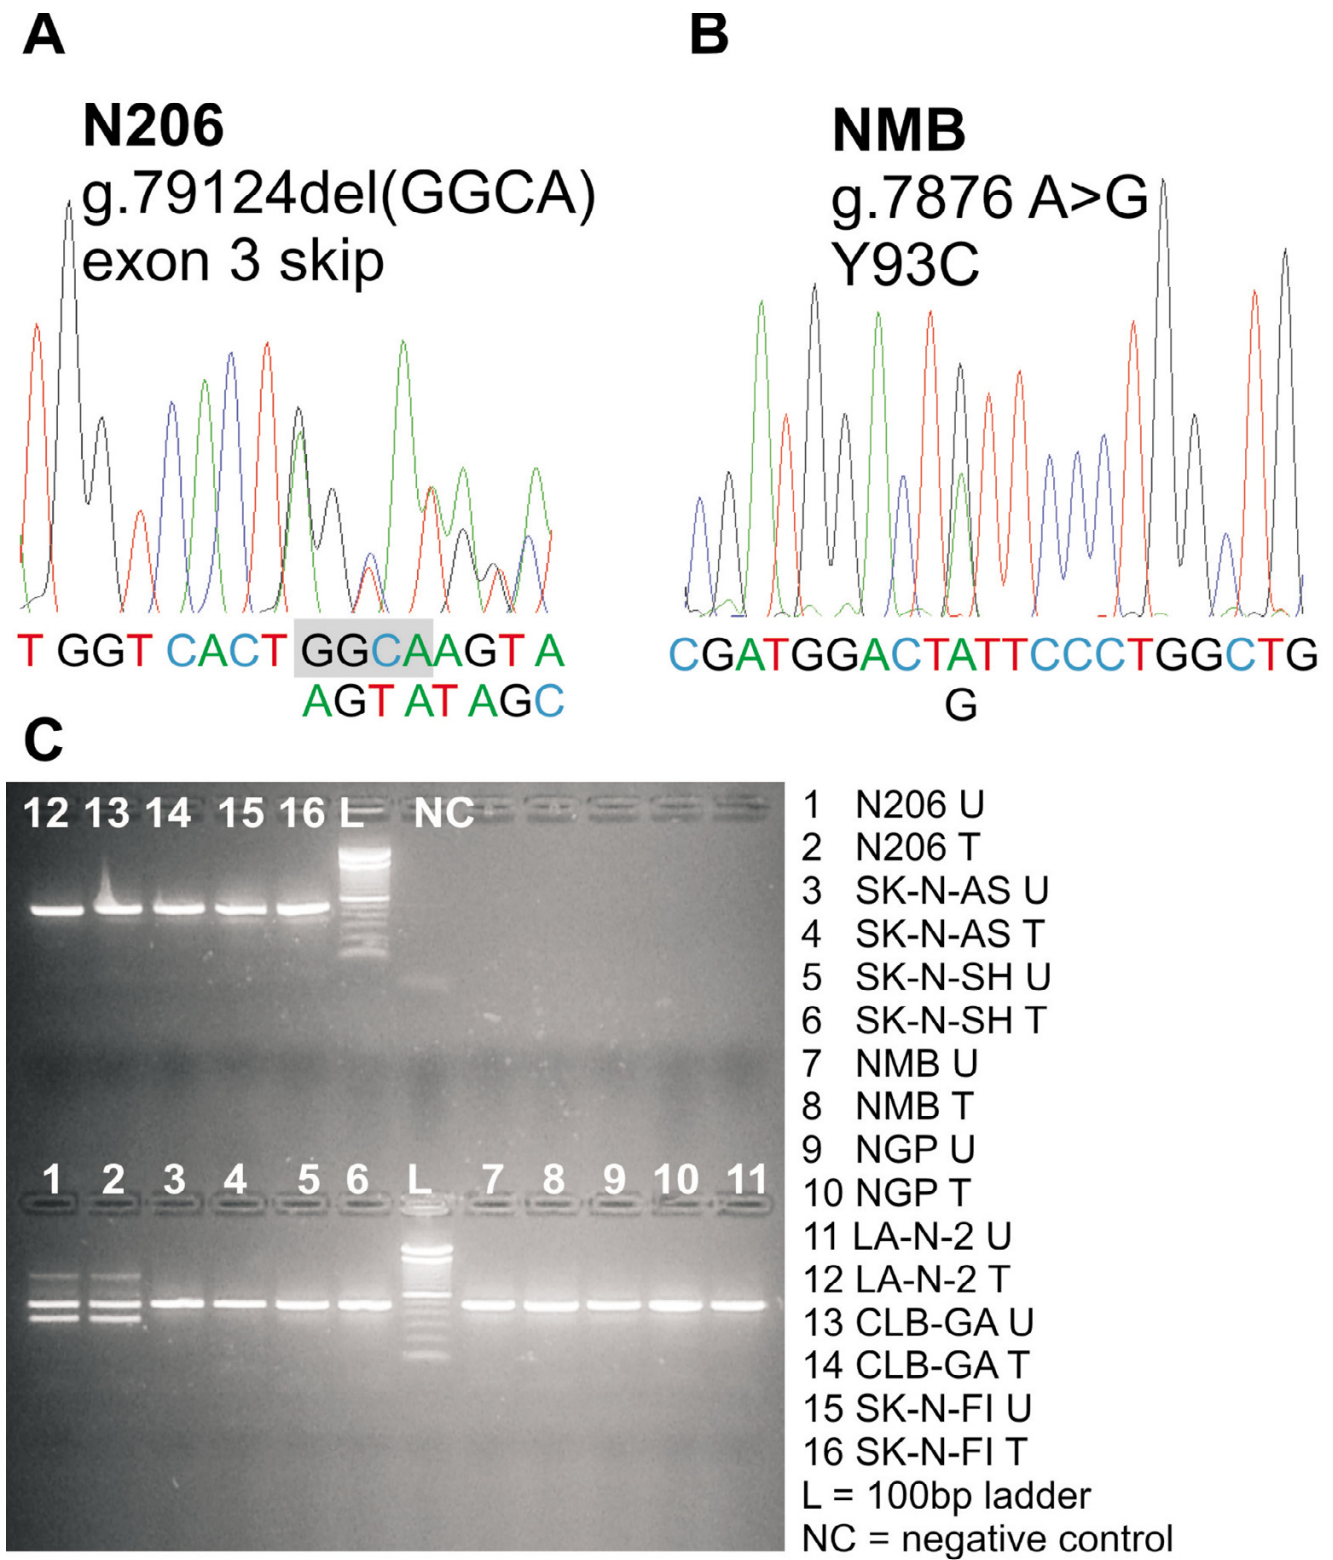 A
N206
g.79124del(GGCA)
exon 3 skip
T GGT CACT GGCAAGTA
AGTATAGC
B
NMB
g.7876 A>G
Y93C
CGATGGACTATTCCCTGGCTG
G
C
12 13 14 15 16 L NC
1 2 3 4 5 6 L 7 8 9 10 11
1 N206 U
2 N206 T
3 SK-N-AS U
4 SK-N-AS T
5 SK-N-SH U
6 SK-N-SH T
7 NMB U
8 NMB T
9 NGP U
10 NGP T
11 LA-N-2 U
12 LA-N-2 T
13 CLB-GA U
14 CLB-GA T
15 SK-N-FI U
16 SK-N-FI T
L = 100bp ladder
NC = negative control